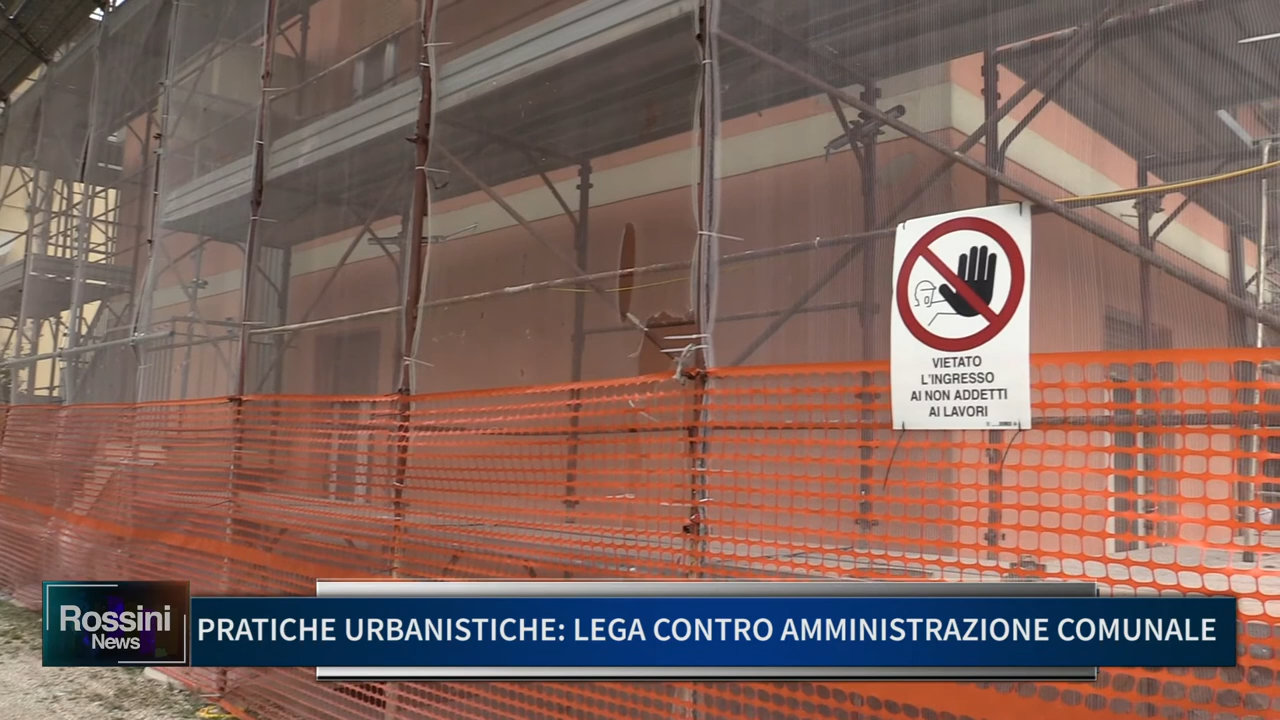 VIETATO
L'INGRESSO
AI NON ADDETTI
AI LAVORI
Rossini
News
PRATICHE URBANISTICHE: LEGA CONTRO AMMINISTRAZIONE COMUNALE